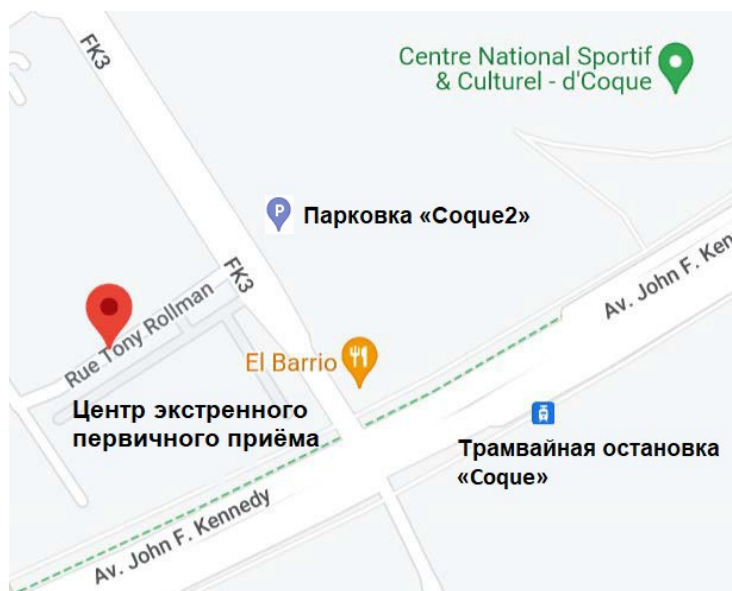 FK3
Centre National Sportif
& Culturel - d'Coque
P
Парковка «Coque2»
FK3
Av. John F. Ken
Rue Tony Rollman
El Barrio
Центр экстренного
первичного приёма
Трамвайная остановка
«Coque»
Av. John F. Kennedy